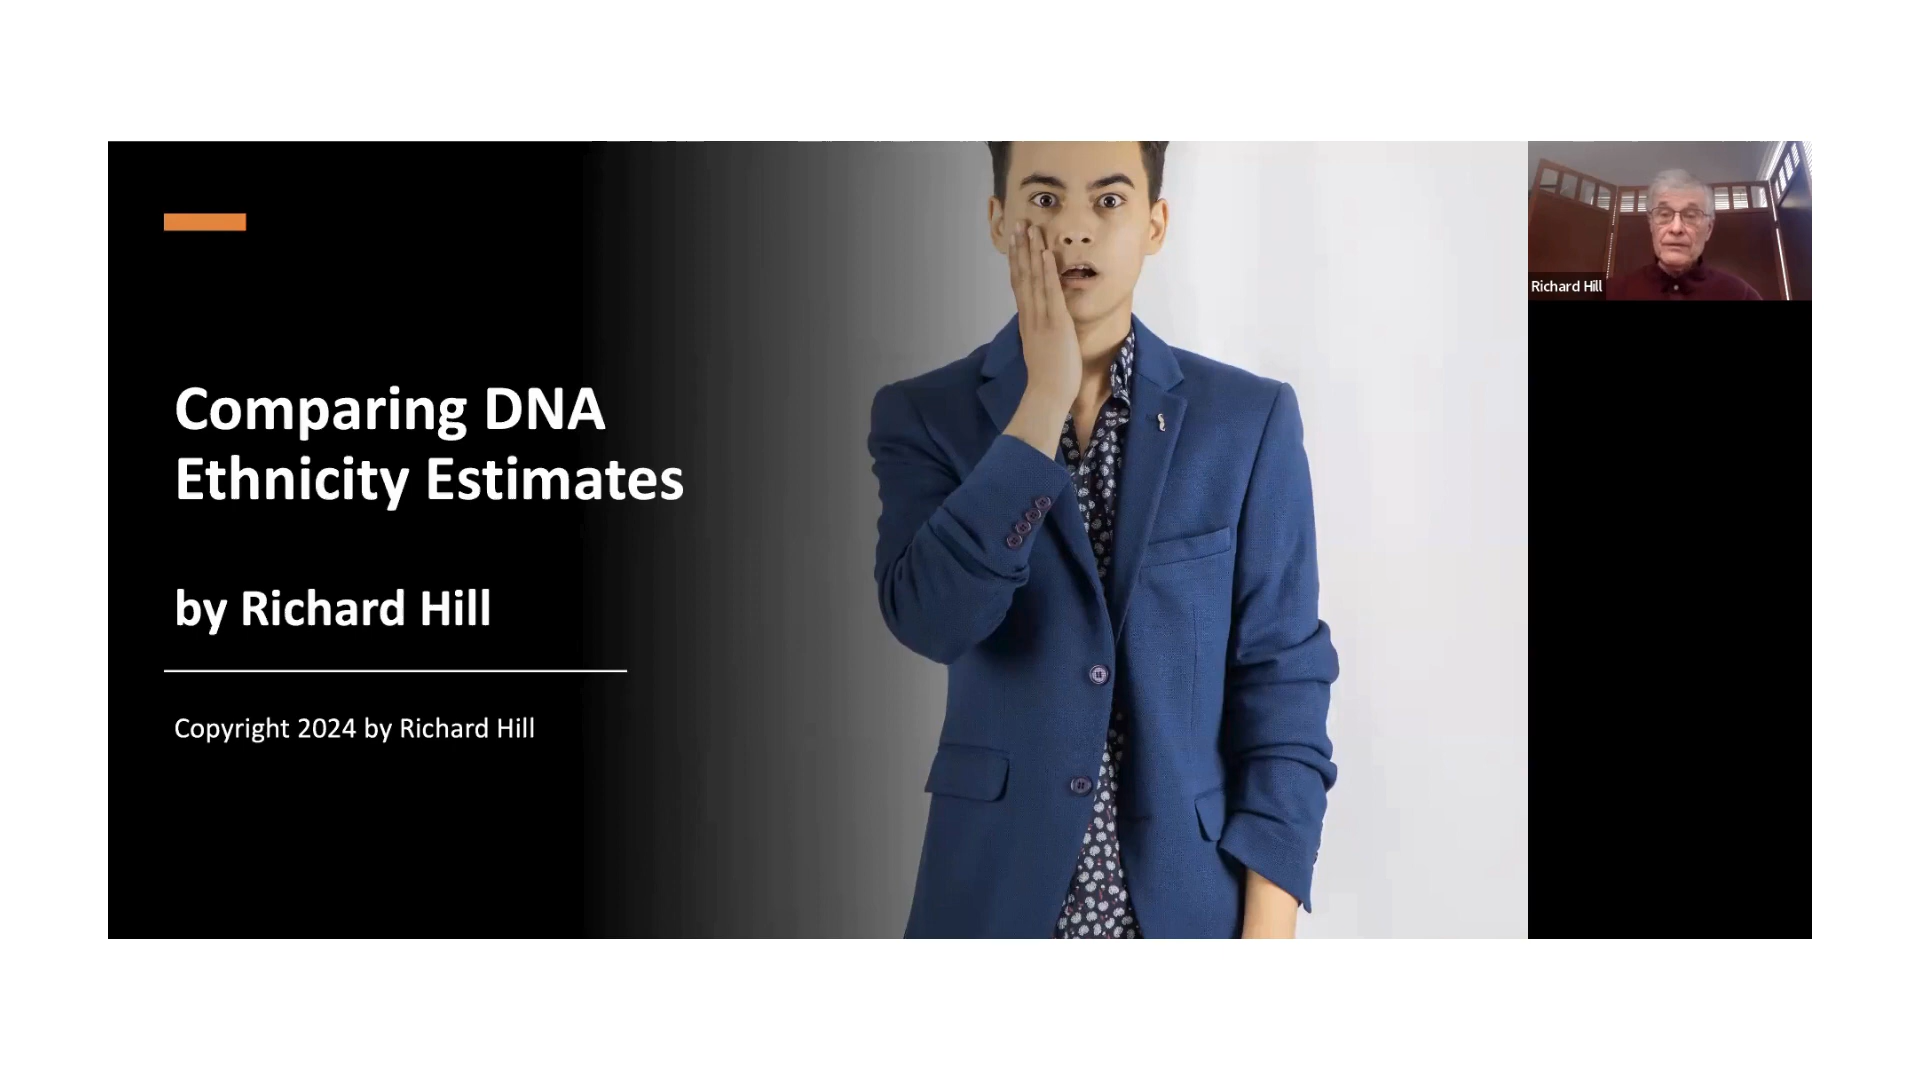 Comparing DNA
Ethnicity Estimates
by Richard Hill
Copyright 2024 by Richard Hill
Richard Hill